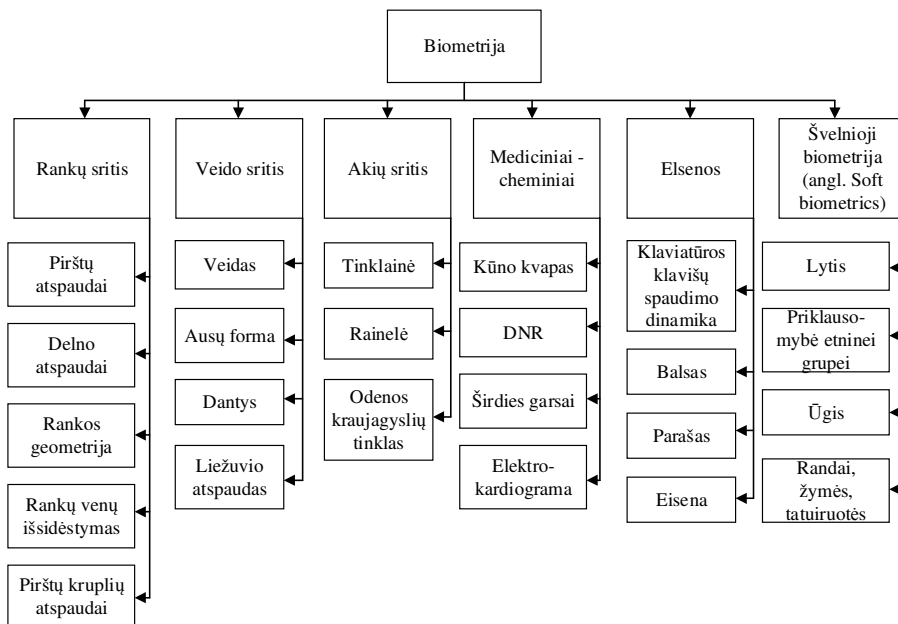 Biometrija
Rankų sritis
Veido sritis
Akių sritis
Mediciniai -
cheminiai
Elsenos
Švelnioji
biometrija
(angl. Soft
biometrics)
Pirštų
atspaudai
Delno
atspaudai
Rankos
geometrija
Rankų venų
išsidėstymas
Pirštų kruplių
atspaudai
Veidas
Ausų forma
Dantys
Liežuvio
atspaudas
Tinklainė
Rainelė
Odenos
kraujagyslių
tinklas
Kūno kvapas
DNR
Širdies garsai
Elektro-
kardiograma
Klaviatūros
klavišų
spaudimo
dinamika
Balsas
Parašas
Eisena
Lytis
Priklauso-
mybė etninei
grupei
Ūgis
Randai,
žymės,
tatuiruotės